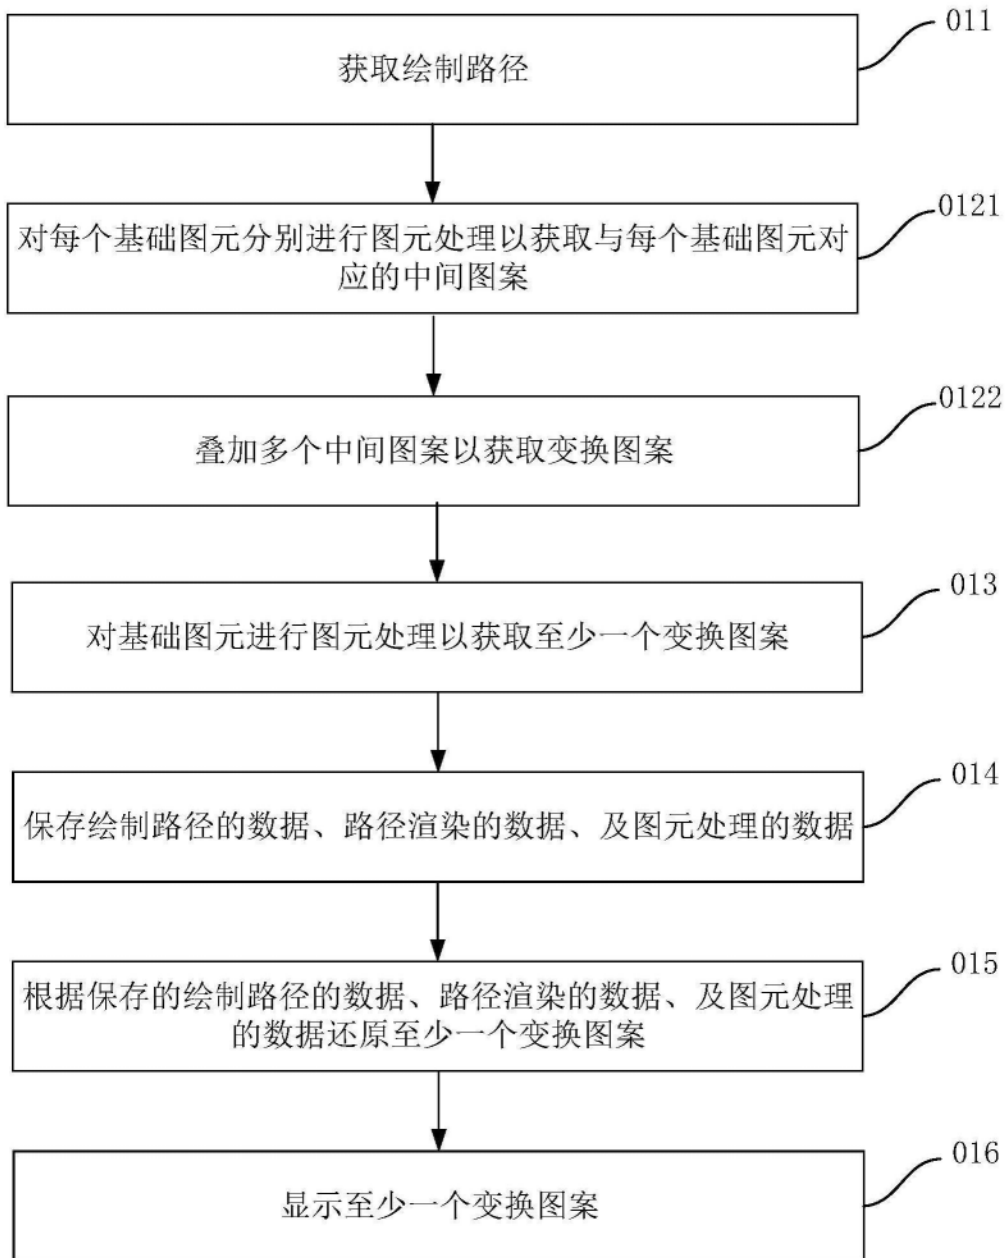 011
获取绘制路径
0121
对每个基础图元分别进行图元处理以获取与每个基础图元对
应的中间图案
0122
叠加多个中间图案以获取变换图案
013
对基础图元进行图元处理以获取至少一个变换图案
014
保存绘制路径的数据、路径渲染的数据、及图元处理的数据
015
根据保存的绘制路径的数据、路径渲染的数据、及图元处理
的数据还原至少一个变换图案
016
显示至少一个变换图案